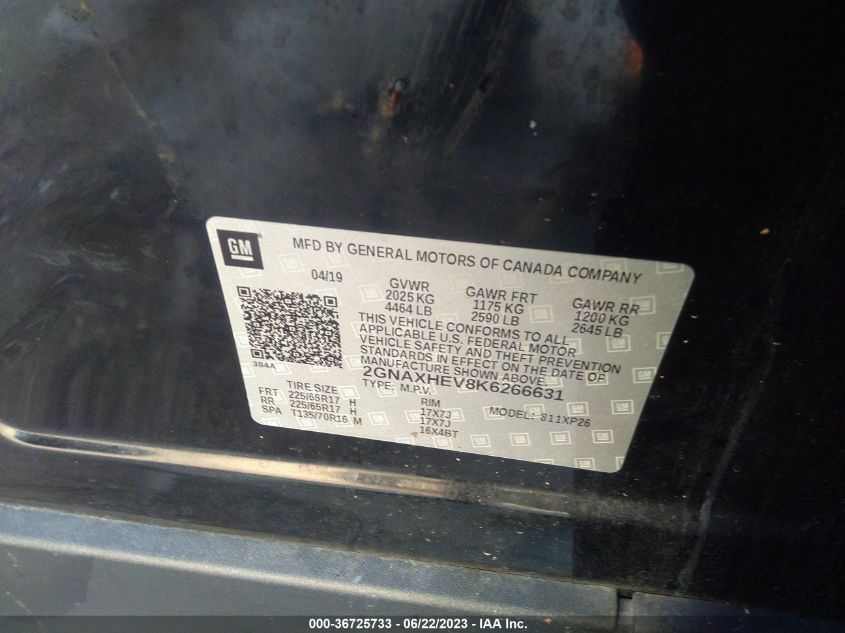 GM
MFD BY GENERAL MOTORS OF CANADA COMPANY
04/19
GVWR
2025 KG
4464 LB
GAWR FRT
1175 KG
2590 LB
GAWR RR
1200 KG
2645 LB
THIS VEHICLE CONFORMS TO ALL
APPLICABLE U.S. FEDERAL MOTOR
VEHICLE SAFETY AND THEFT PREVENTION
STANDARDS IN EFFECT ON THE DATE OF
MANUFACTURE SHOWN ABOVE.
384A
2GNAXHEV8K6266631
TYPE: M.P.V.
MODEL: 811XP26
TIRE SIZE RIM
FRT 225/65R17 H 17X7J
RR 225/65R17 H 17X7J
SPA T135/70R16 M 16X4BT
000-36725733 - 06/22/2023 - IAA Inc.